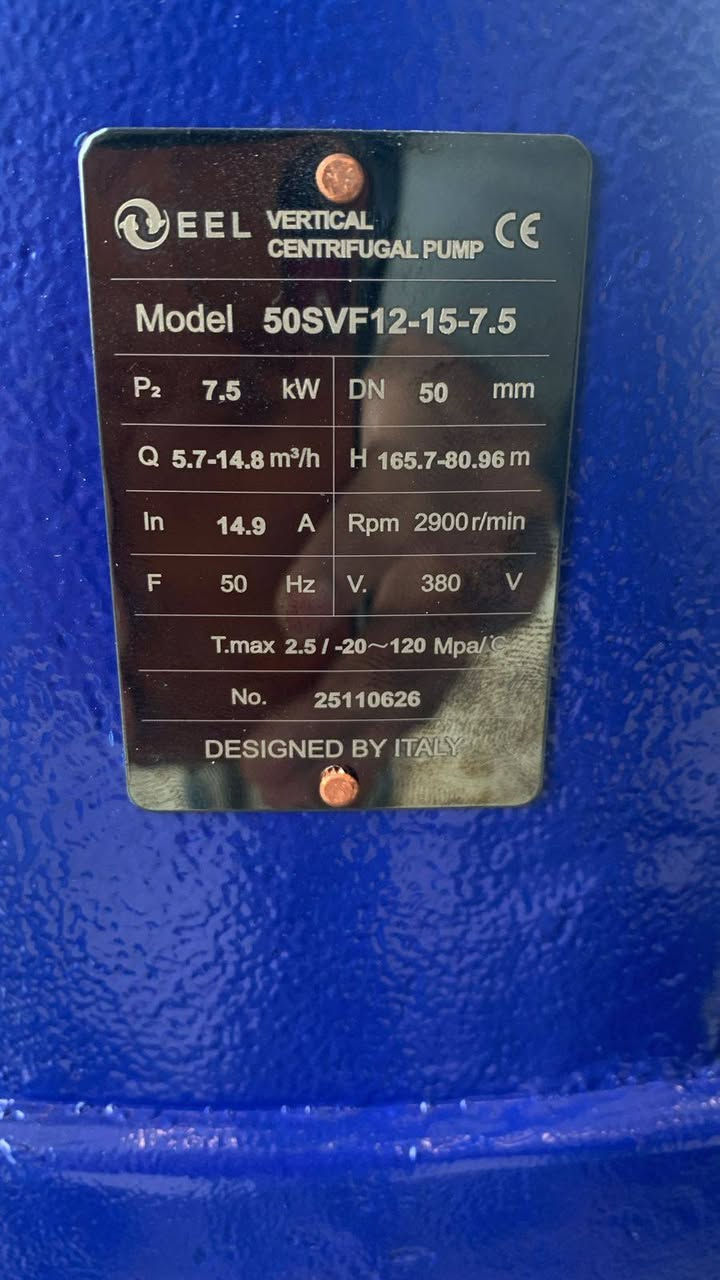 EEL VERTICAL CENTRIFUGAL PUMP CE
Model 50SVF12-15-7.5
P₂ 7.5 kW DN 50 mm
Q 5.7-14.8 m³/h H 165.7-80.96 m
In 14.9 A Rpm 2900 r/min
F 50 Hz V. 380 V
T.max 2.5 / -20~120 Mpa/°C
No. 25110626
DESIGNED BY ITALY